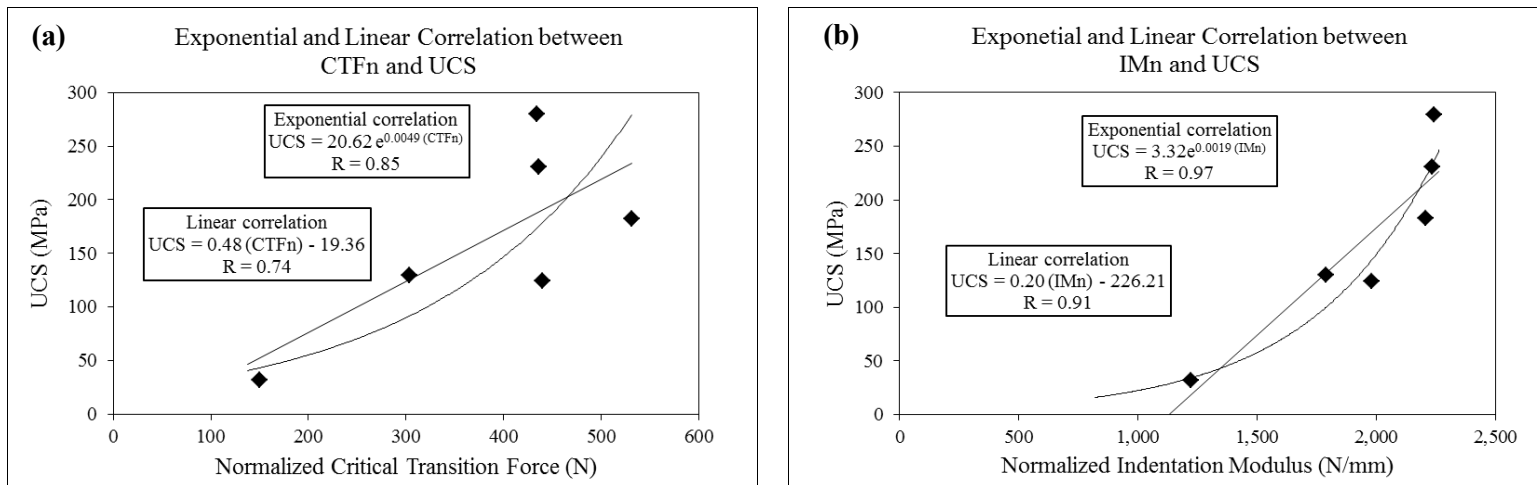 (a)
Exponential and Linear Correlation between
CTFn and UCS
300
250
200
150
100
50
0
UCS (MPa)
Exponential correlation
UCS = 20.62 e^0.0049 (CTFn)
R = 0.85
Linear correlation
UCS = 0.48 (CTFn) - 19.36
R = 0.74
0 100 200 300 400 500 600
Normalized Critical Transition Force (N)
(b)
Exponetial and Linear Correlation between
IMn and UCS
300
250
200
150
100
50
0
UCS (MPa)
Exponential correlation
UCS = 3.32e^0.0019 (IMn)
R = 0.97
Linear correlation
UCS = 0.20 (IMn) - 226.21
R = 0.91
0 500 1,000 1,500 2,000 2,500
Normalized Indentation Modulus (N/mm)